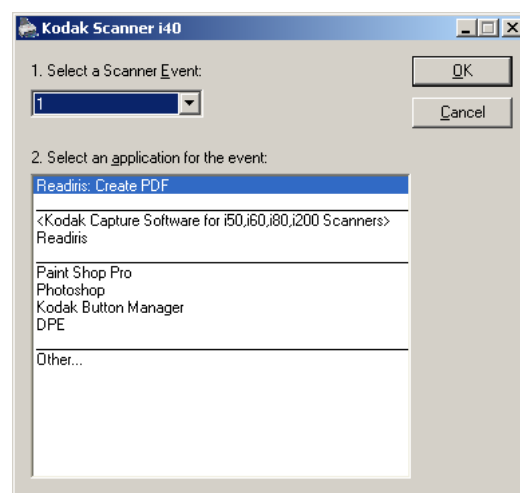 Kodak Scanner i40
1. Select a Scanner Event:
OK
1
Cancel
2. Select an application for the event:
Readiris: Create PDF
<Kodak Capture Software for i50,i60,i80,i200 Scanners>
Readiris
Paint Shop Pro
Photoshop
Kodak Button Manager
DPE
Other...